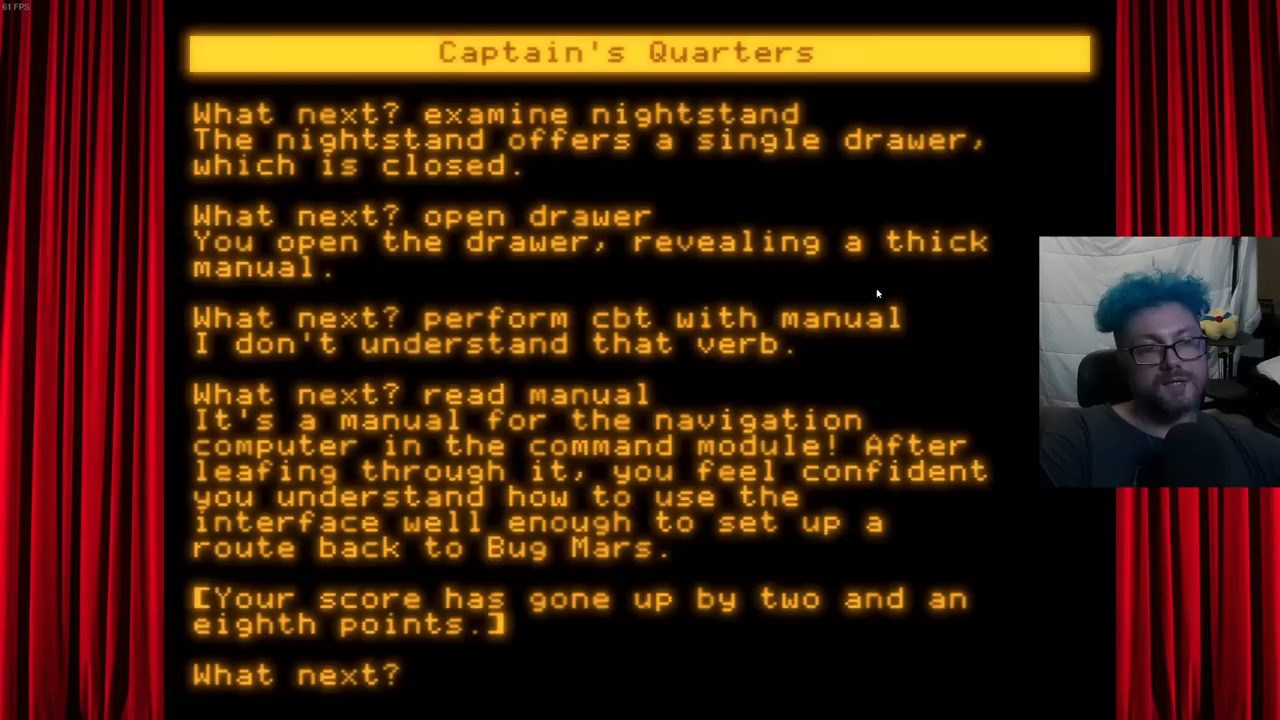 61 FPS
Captain's Quarters
What next? examine nightstand
The nightstand offers a single drawer,
which is closed.
What next? open drawer
You open the drawer, revealing a thick
manual.
What next? perform cbt with manual
I don't understand that verb.
What next? read manual
It's a manual for the navigation
computer in the command module! After
leafing through it, you feel confident
you understand how to use the
interface well enough to set up a
route back to Bug Mars.
[Your score has gone up by two and an
eighth points.]
What next?